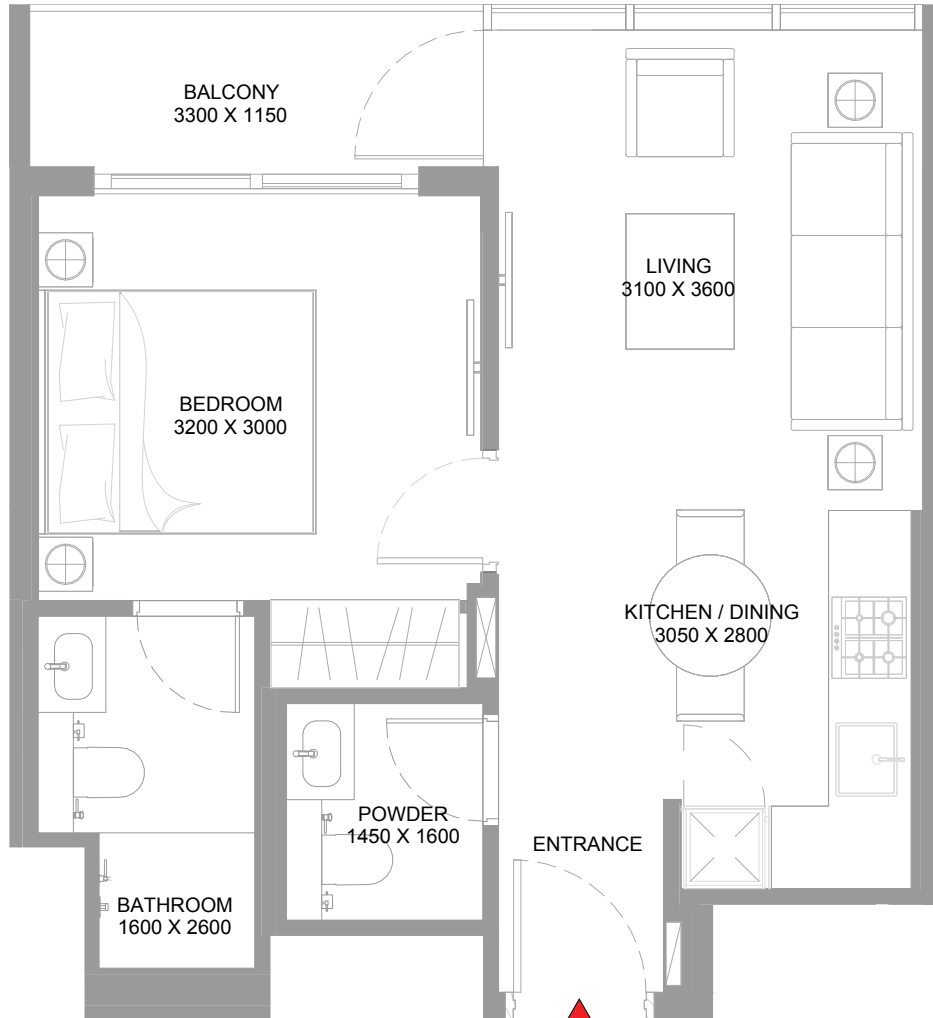 BALCONY
3300 X 1150
LIVING
3100 X 3600
BEDROOM
3200 X 3000
KITCHEN / DINING
3050 X 2800
POWDER
1450 X 1600
ENTRANCE
BATHROOM
1600 X 2600